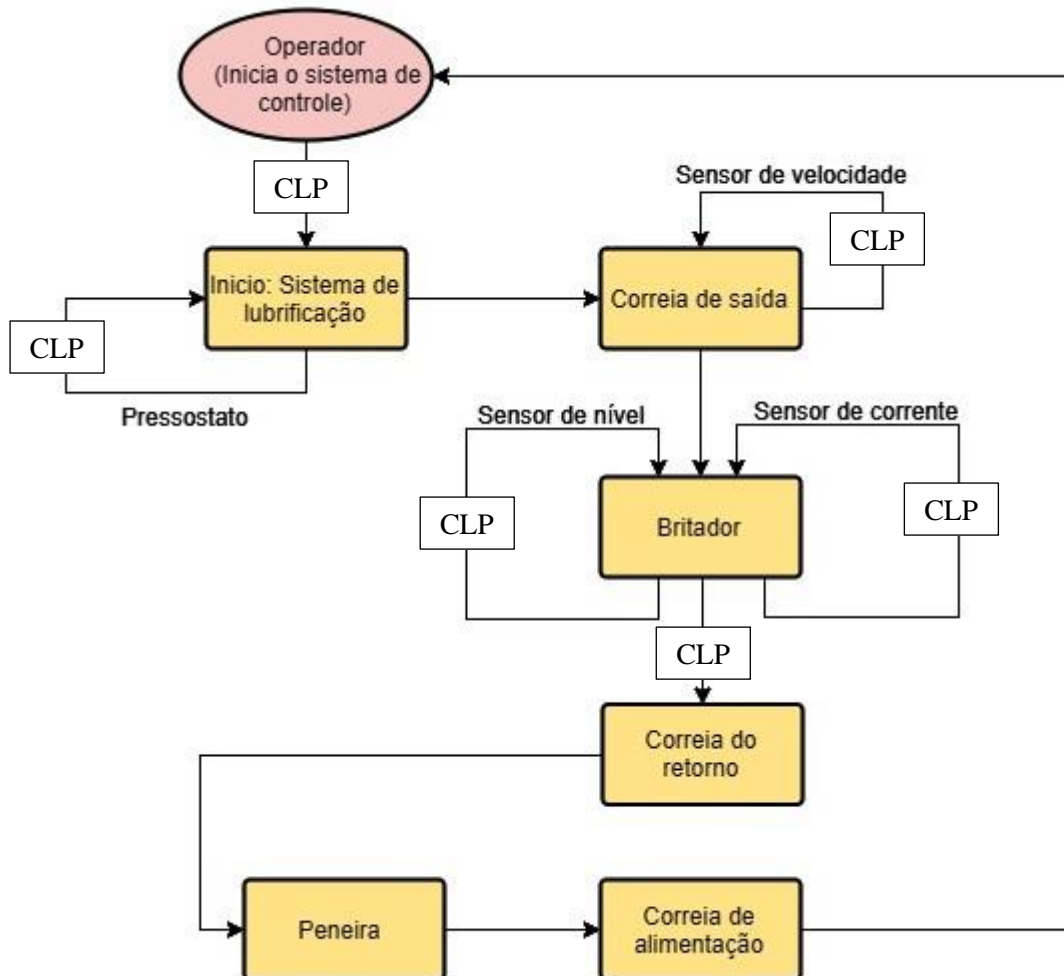 Operador
(Inicia o sistema de
controle)
CLP
Sensor de velocidade
CLP
Inicio: Sistema de
lubrificação
Correia de saída
CLP
Pressostato
Sensor de nível
Sensor de corrente
CLP
Britador
CLP
CLP
Correia do
retorno
Peneira
Correia de
alimentação